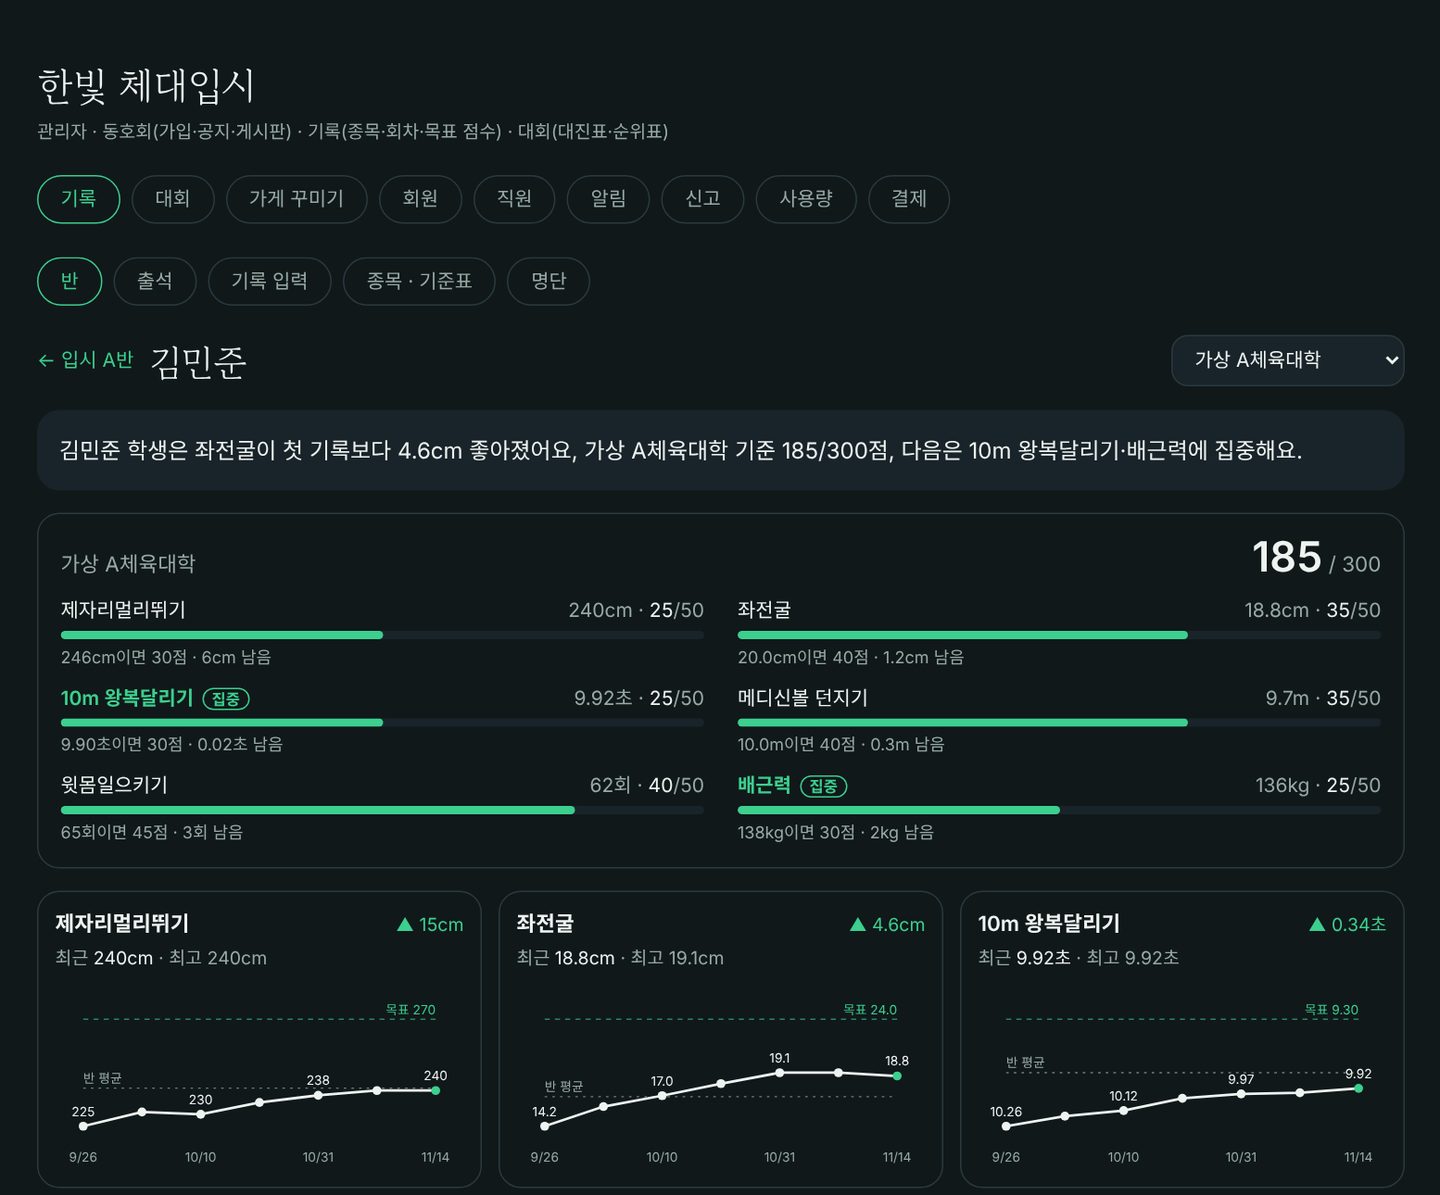 한빛 체대입시
관리자 · 동호회(가입·공지·게시판) · 기록(종목·회차·목표 점수) · 대회(대진표·순위표)
기록 대회 가게 꾸미기 회원 직원 알림 신고 사용량 결제
반 출석 기록 입력 종목 · 기준표 명단
← 입시 A반 김민준 가상 A체육대학
김민준 학생은 좌전굴이 첫 기록보다 4.6cm 좋아졌어요, 가상 A체육대학 기준 185/300점, 다음은 10m 왕복달리기·배근력에 집중해요.
가상 A체육대학 185 / 300
제자리멀리뛰기 240cm · 25/50
246cm이면 30점 · 6cm 남음
좌전굴 18.8cm · 35/50
20.0cm이면 40점 · 1.2cm 남음
10m 왕복달리기 집중 9.92초 · 25/50
9.90초이면 30점 · 0.02초 남음
메디신볼 던지기 9.7m · 35/50
10.0m이면 40점 · 0.3m 남음
윗몸일으키기 62회 · 40/50
65회이면 45점 · 3회 남음
배근력 집중 136kg · 25/50
138kg이면 30점 · 2kg 남음
제자리멀리뛰기 ▲ 15cm
최근 240cm · 최고 240cm
목표 270
반 평균
225 230 238 240
9/26 10/10 10/31 11/14
좌전굴 ▲ 4.6cm
최근 18.8cm · 최고 19.1cm
목표 24.0
반 평균
14.2 17.0 19.1 18.8
9/26 10/10 10/31 11/14
10m 왕복달리기 ▲ 0.34초
최근 9.92초 · 최고 9.92초
목표 9.30
반 평균
10.26 10.12 9.97 9.92
9/26 10/10 10/31 11/14